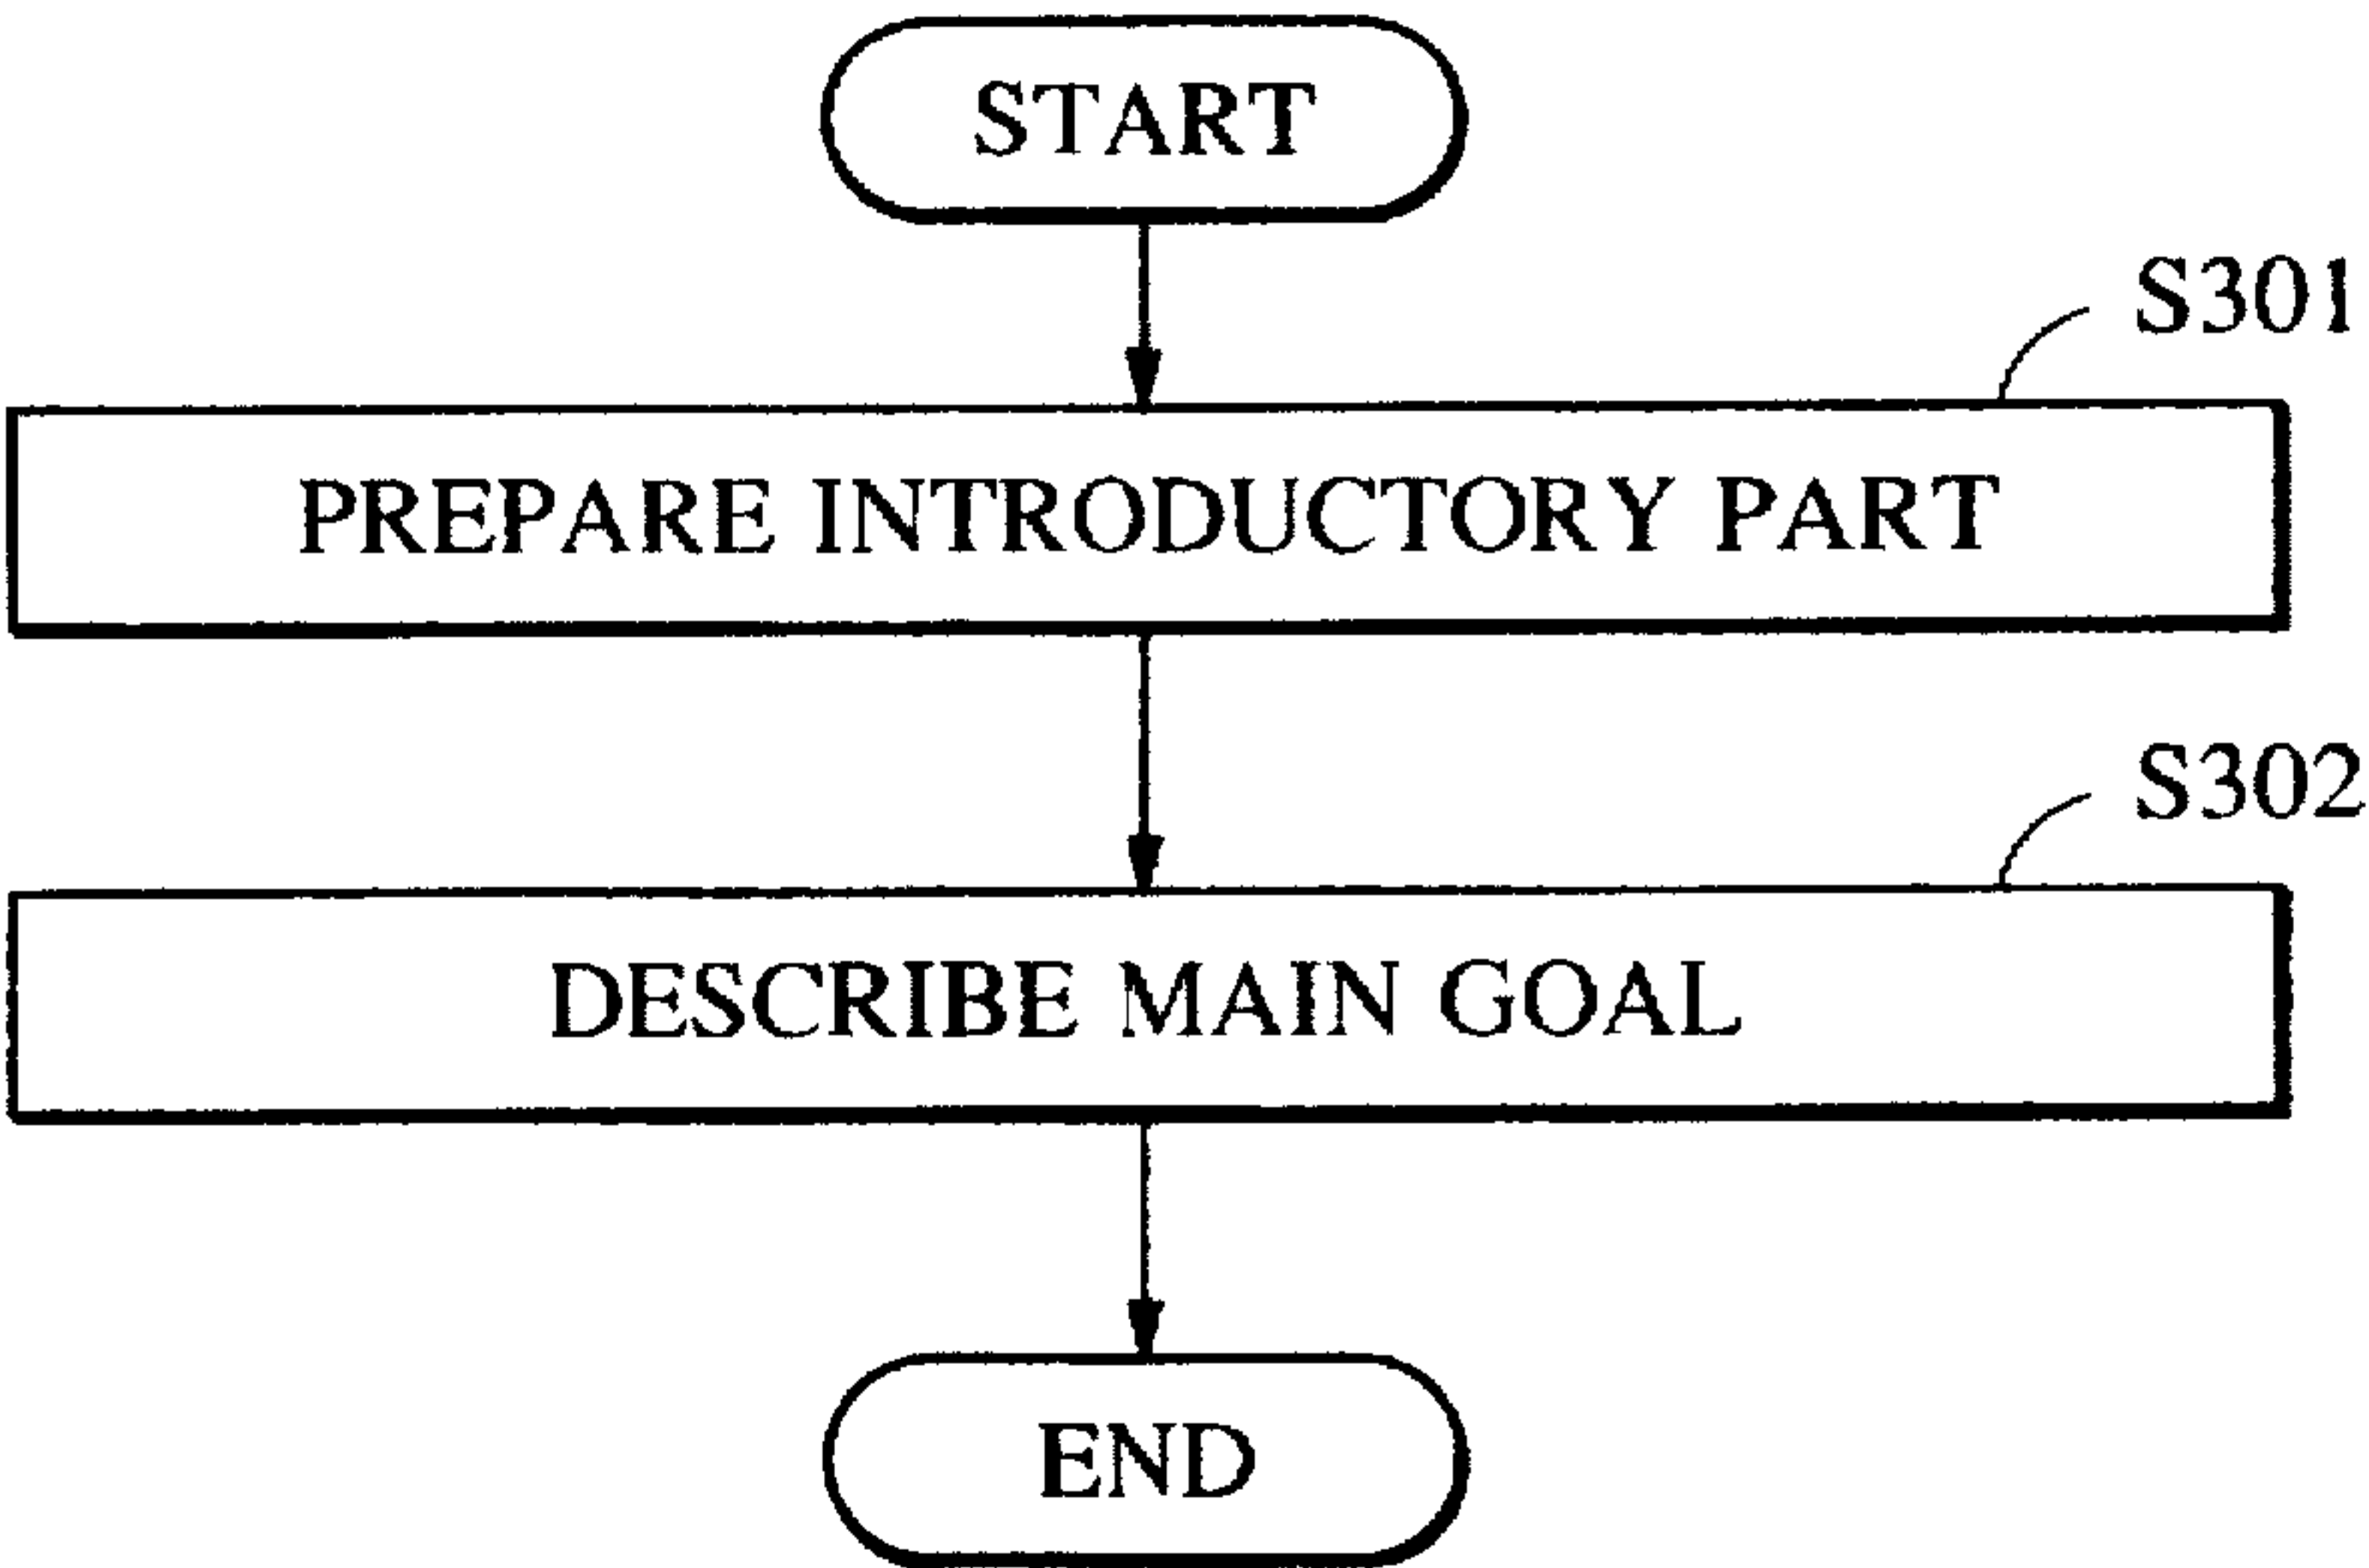 START
S301
PREPARE INTRODUCTORY PART
S302
DESCRIBE MAIN GOAL
END